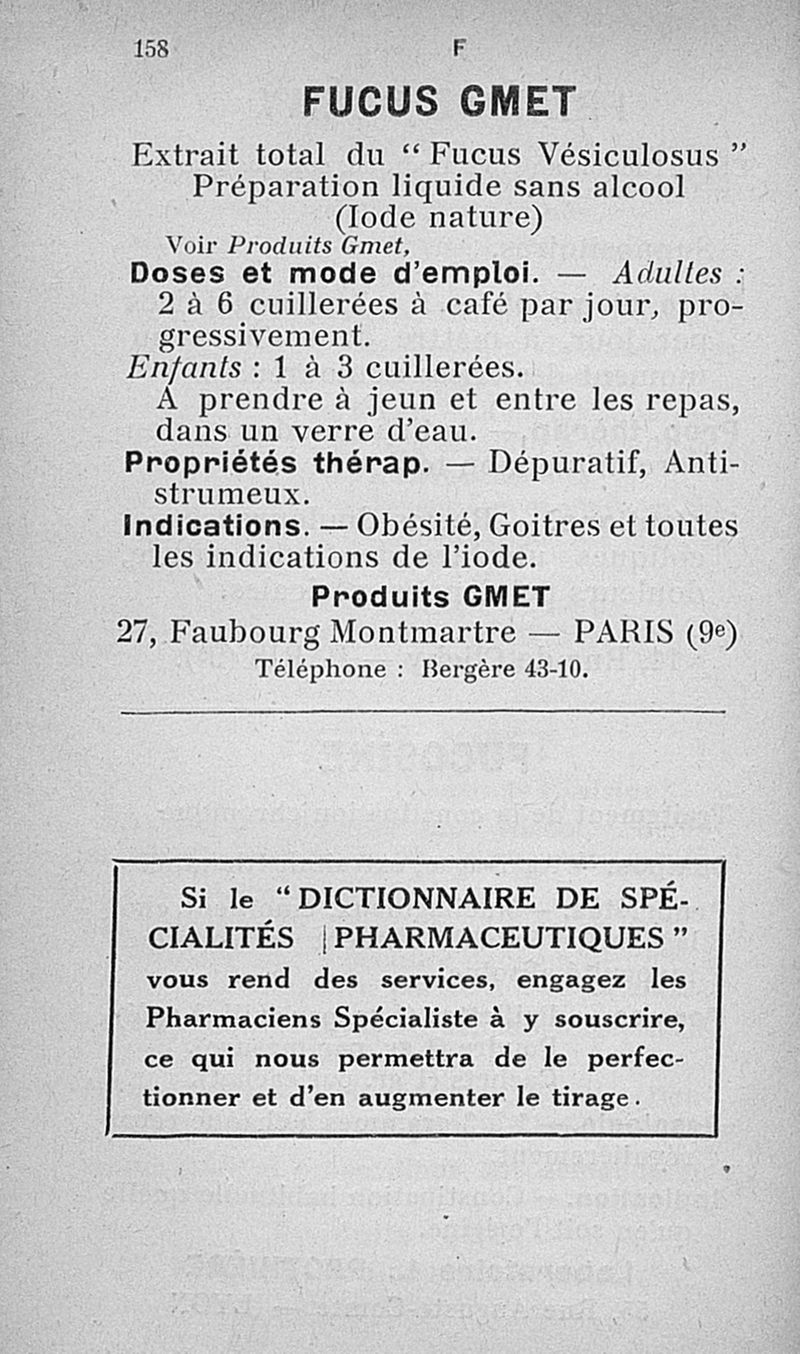 158
F
FUCUS GMET
Extrait total du “ Fucus Vésiculosus ”
Préparation liquide sans alcool
(Iode nature)
Voir Produits Gmet,
Doses et mode d’emploi. — Adultes :
2 à 6 cuillerées à café par jour, pro-
gressivement.
Enfants : 1 à 3 cuillerées.
A prendre à jeun et entre les repas,
dans un verre d’eau.
Propriétés thérap. — Dépuratif, Anti-
strumeux.
Indications. — Obésité, Goitres et toutes
les indications de l’iode.
Produits GMET
27, Faubourg Montmartre — PARIS (9e)
Téléphone : Bergère 43-10.
Si le “ DICTIONNAIRE DE SPÉ-
CIALITÉS PHARMACEUTIQUES ”
vous rend des services, engagez les
Pharmaciens Spécialiste à y souscrire,
ce qui nous permettra de le perfec-
tionner et d’en augmenter le tirage.